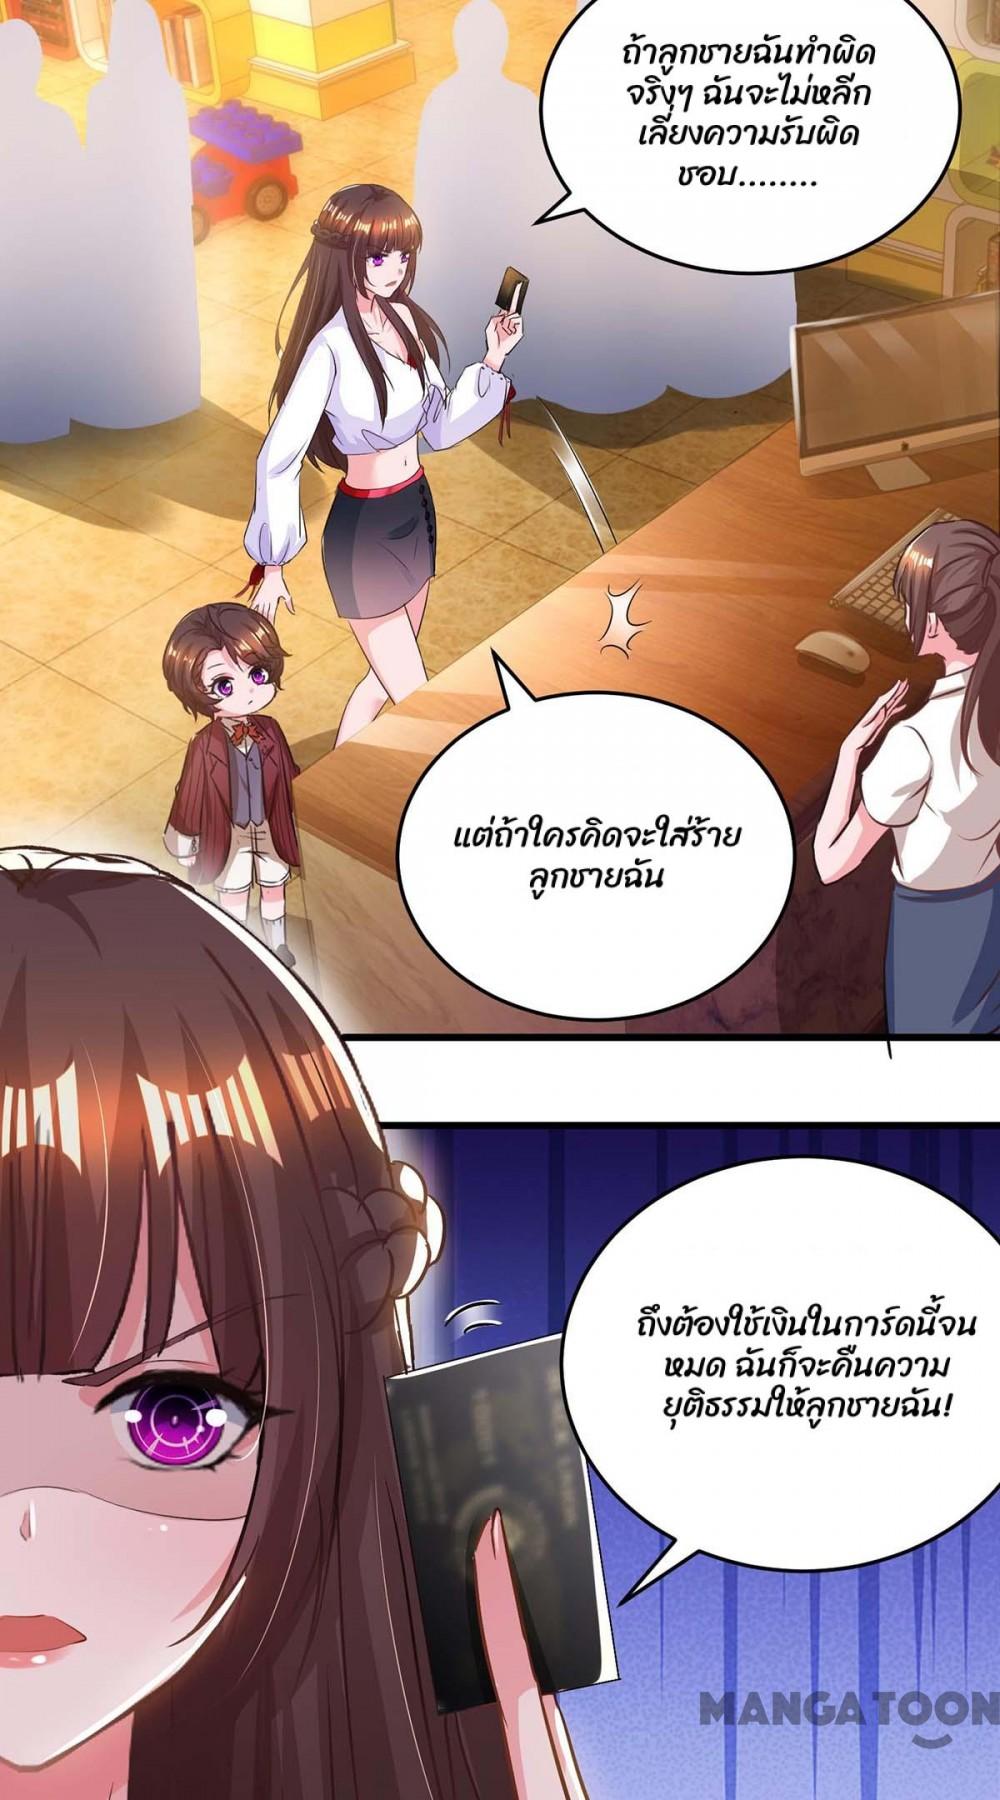 ถ้าลูกชายฉันทำผิด
จริงๆ ฉันจะไม่หลีก
เลี่ยงความรับผิด
ชอบ........
แต่ถ้าใครคิดจะใส่ร้าย
ลูกชายฉัน
ถึงต้องใช้เงินในการ์ดนี้จน
หมด ฉันก็จะคืนความ
ยุติธรรมให้ลูกชายฉัน!
MANGATOON